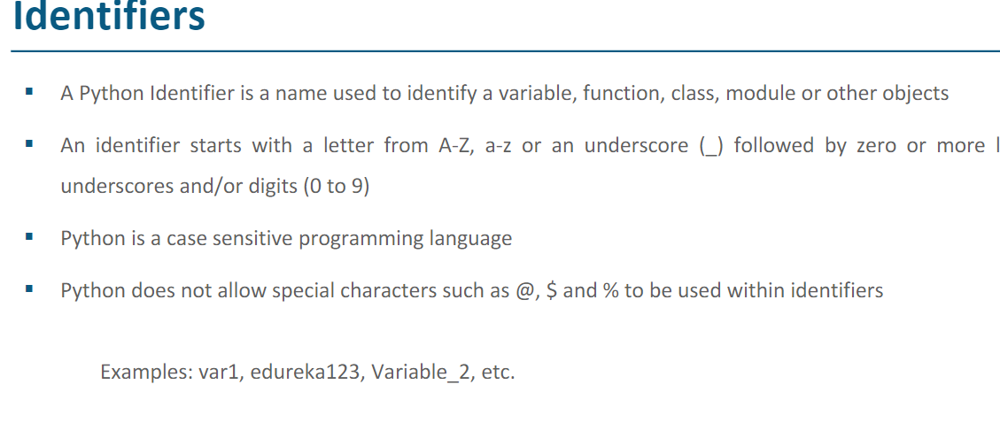 Identifiers
▪ A Python Identifier is a name used to identify a variable, function, class, module or other objects
▪ An identifier starts with a letter from A-Z, a-z or an underscore (_) followed by zero or more
underscores and/or digits (0 to 9)
▪ Python is a case sensitive programming language
▪ Python does not allow special characters such as @, $ and % to be used within identifiers
Examples: var1, edureka123, Variable_2, etc.